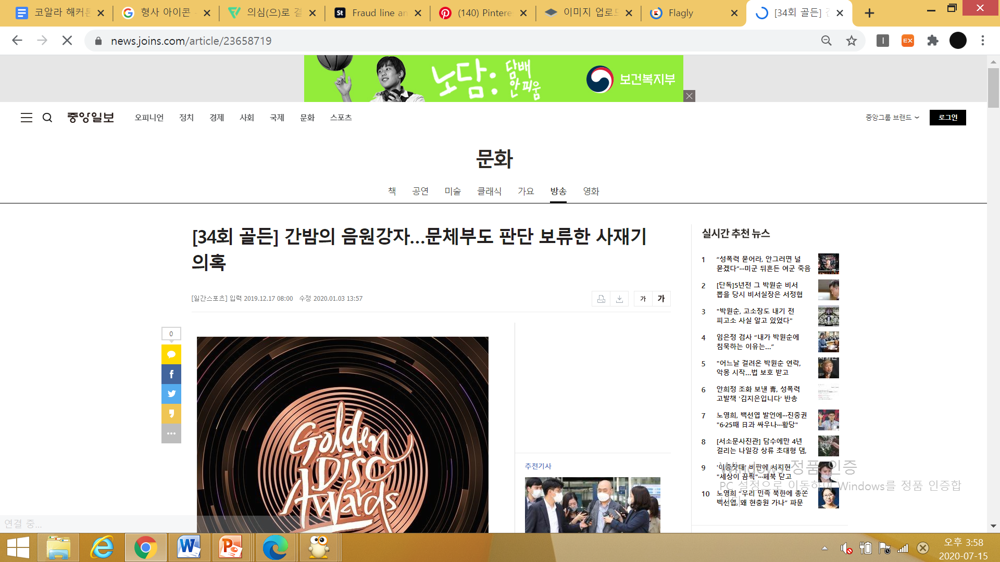 코알라 해커톤
형사 아이콘 -
의심(으)로 결
Fraud line an
(140) Pintere
이미지 업로드
Flagly
[34회 골든] 간
news.joins.com/article/23658719
EX
노담:
담배
안 피움
보건복지부
중앙일보
오피니언
정치
경제
사회
국제
문화
스포츠
중앙그룹 브랜드
로그인
문화
책
공연
미술
클래식
가요
방송
영화
[34회 골든] 간밤의 음원강자…문체부도 판단 보류한 사재기
의혹
[일간스포츠] 입력 2019.12.17 08:00 수정 2020.01.03 13:57
가
가
0
Golden
Disc
Awards
추천기사
실시간 추천 뉴스
1 “성폭력 묻어라, 안그러면 널
묻겠다”…미군 뒤흔든 여군 죽음
2 [단독]5년전 그 박원순 비서
뽑을 당시 비서실장은 서정협
3 "박원순, 고소장도 내기 전
피고소 사실 알고 있었다"
4 임은정 검사 “내가 박원순에
침묵하는 이유는…”
5 "어느날 걸려온 박원순 연락,
악몽 시작…법 보호 받고
6 안희정 조화 보낸 靑, 성폭력
고발책 '김지은입니다' 반송
7 노영희, 백선엽 발언에…진중권
"6·25때 日과 싸우나…황당"
8 [서소문사진관] 담수에만 4년
걸리는 나일강 상류 초대형 댐,
9 '이중잣대' 비판에 서지현
"세상이 끔찍"…페북 닫고
10 노영희 “우리 민족 북한에 총쏜
백선엽, 왜 현충원 가나” 파문
Windows 정품 인증
PC 설정으로 이동하여 Windows를 정품 인증합
연결 중...
오후 3:58
2020-07-15